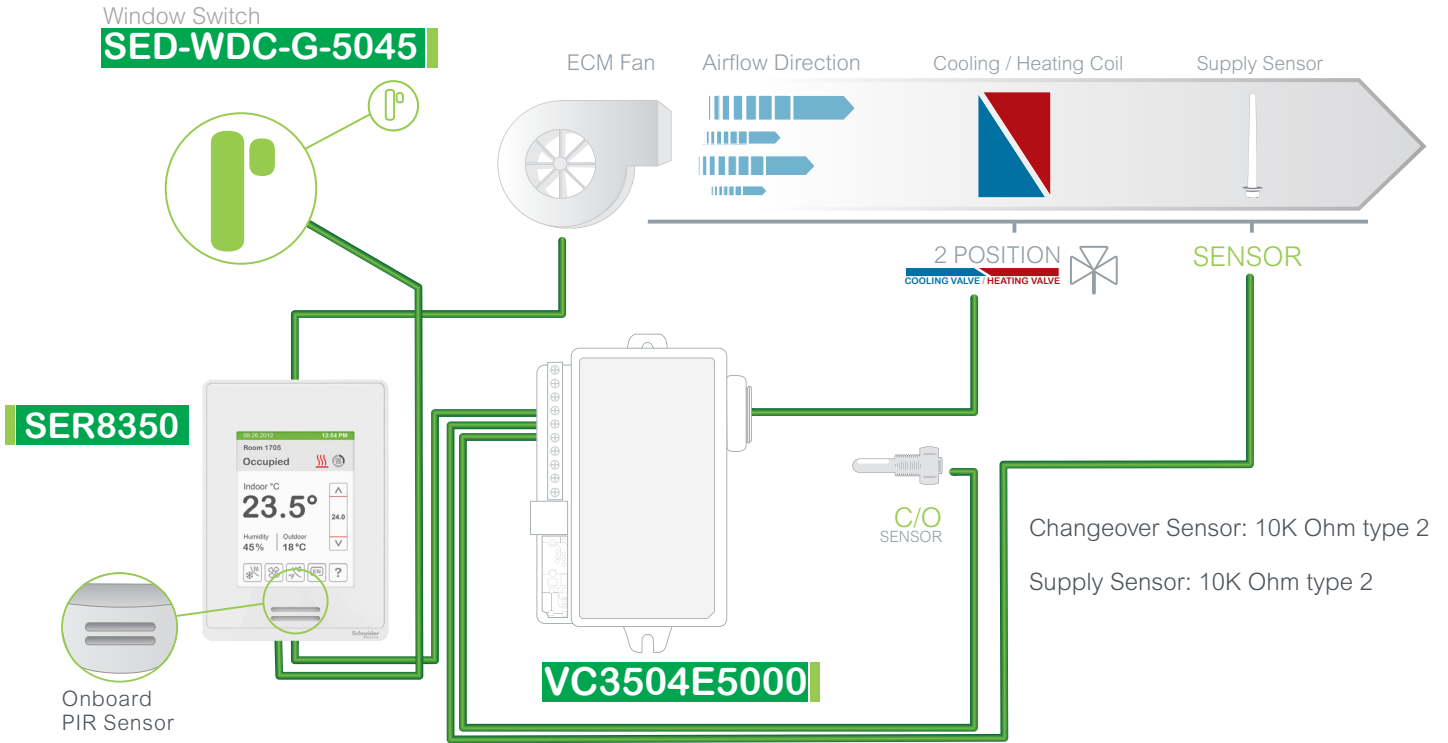 Window Switch
SED-WDC-G-5045
ECM Fan
Airflow Direction
Cooling / Heating Coil
Supply Sensor
2 POSITION
COOLING VALVE / HEATING VALVE
SENSOR
SER8350
09.26.2012 12:54 PM
Room 1705
Occupied
Indoor °C
23.5°
24.0
Humidity
45%
Outdoor
18°C
EN
?
Schneider
Electric
Onboard
PIR Sensor
C/O
SENSOR
Changeover Sensor: 10K Ohm type 2
Supply Sensor: 10K Ohm type 2
VC3504E5000